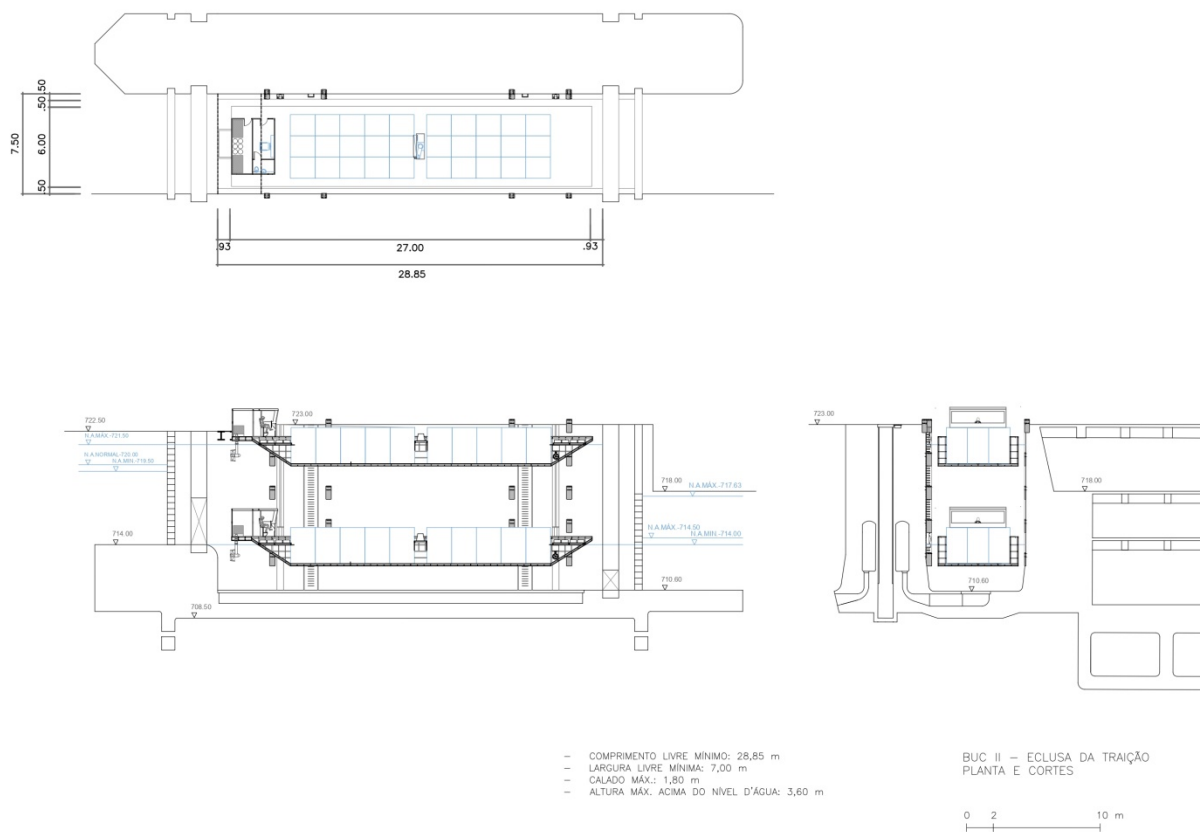 .50
.50
6.00
.50
7.50
.93
27.00
.93
28.85
722.50
N.A.MÁX.-721.50
N.A.NORMAL-720.00
N.A.MIN.-719.50
714.00
708.50
723.00
718.00
N.A.MÁX.-717.63
N.A.MÁX.-714.50
N.A.MIN.-714.00
710.60
723.00
718.00
710.60
– COMPRIMENTO LIVRE MÍNIMO: 28,85 m
– LARGURA LIVRE MÍNIMA: 7,00 m
– CALADO MÁX.: 1,80 m
– ALTURA MÁX. ACIMA DO NÍVEL D'ÁGUA: 3,60 m
BUC II – ECLUSA DA TRAIÇÃO
PLANTA E CORTES
0 2 10 m